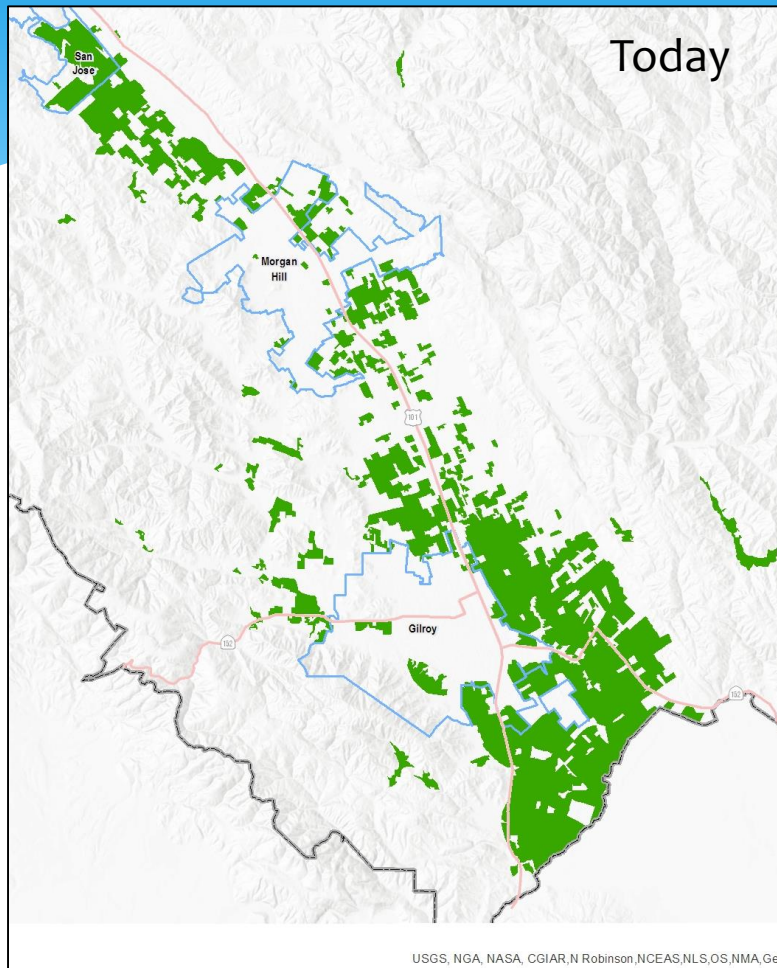 Today
San
Jose
Morgan
Hill
101
Gilroy
152
152
USGS, NGA, NASA, CGIAR,N Robinson,NCEAS,NLS,OS,NMA,Ge